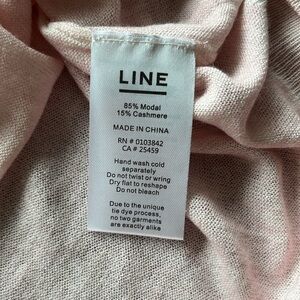 LINE
85% Modal
15% Cashmere
MADE IN CHINA
RN # 0103842
CA # 25459
Hand wash cold
separately
Do not twist or wring
Dry flat to reshape
Do not bleach
Due to the unique
tie dye process,
no two garments
are exactly alike